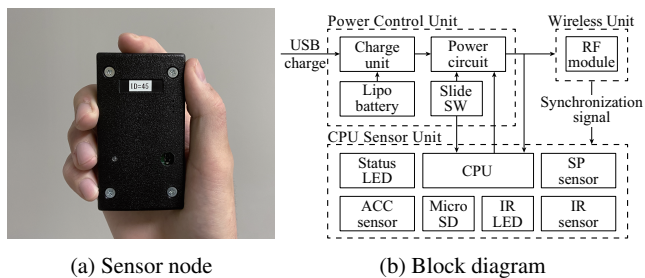 ID=45
Power Control Unit
Wireless Unit
USB
charge
Charge
unit
Power
circuit
RF
module
Lipo
battery
Slide
SW
Synchronization
signal
CPU Sensor Unit
Status
LED
CPU
SP
sensor
ACC
sensor
Micro
SD
IR
LED
IR
sensor
(a) Sensor node
(b) Block diagram